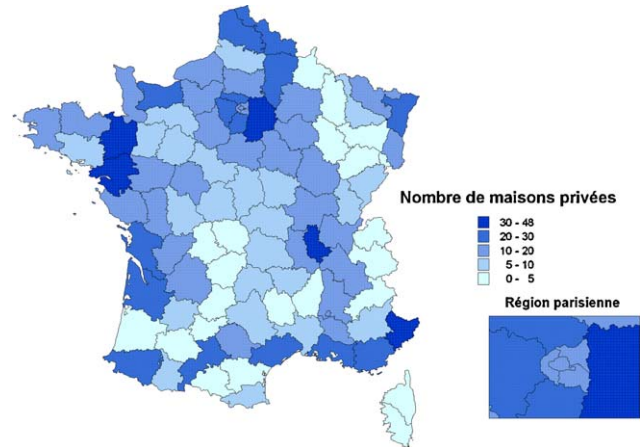 Nombre de maisons privées
30 - 48
20 - 30
10 - 20
5 - 10
0 - 5
Région parisienne